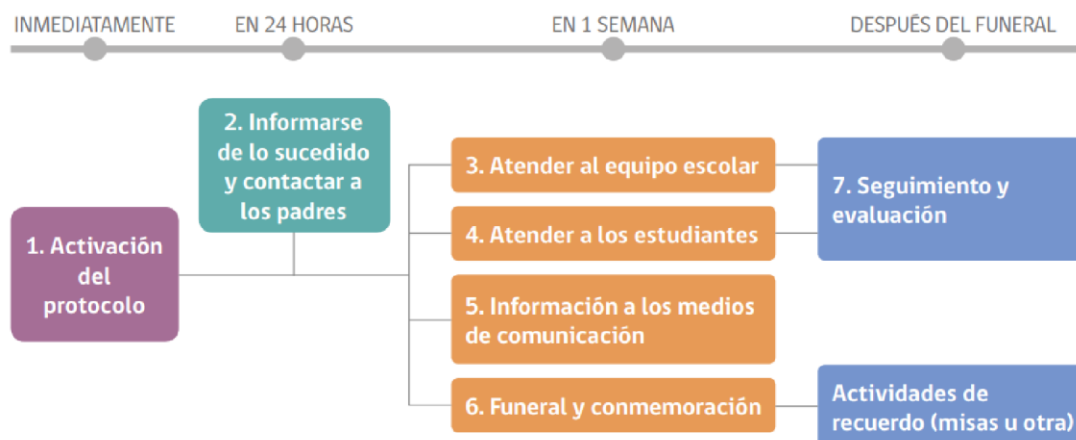 INMEDIATAMENTE
EN 24 HORAS
EN 1 SEMANA
DESPUÉS DEL FUNERAL
1. Activación
del
protocolo
2. Informarse
de lo sucedido
y contactar a
los padres
3. Atender al equipo escolar
4. Atender a los estudiantes
5. Información a los medios
de comunicación
6. Funeral y conmemoración
7. Seguimiento y
evaluación
Actividades de
recuerdo (misas u otra)